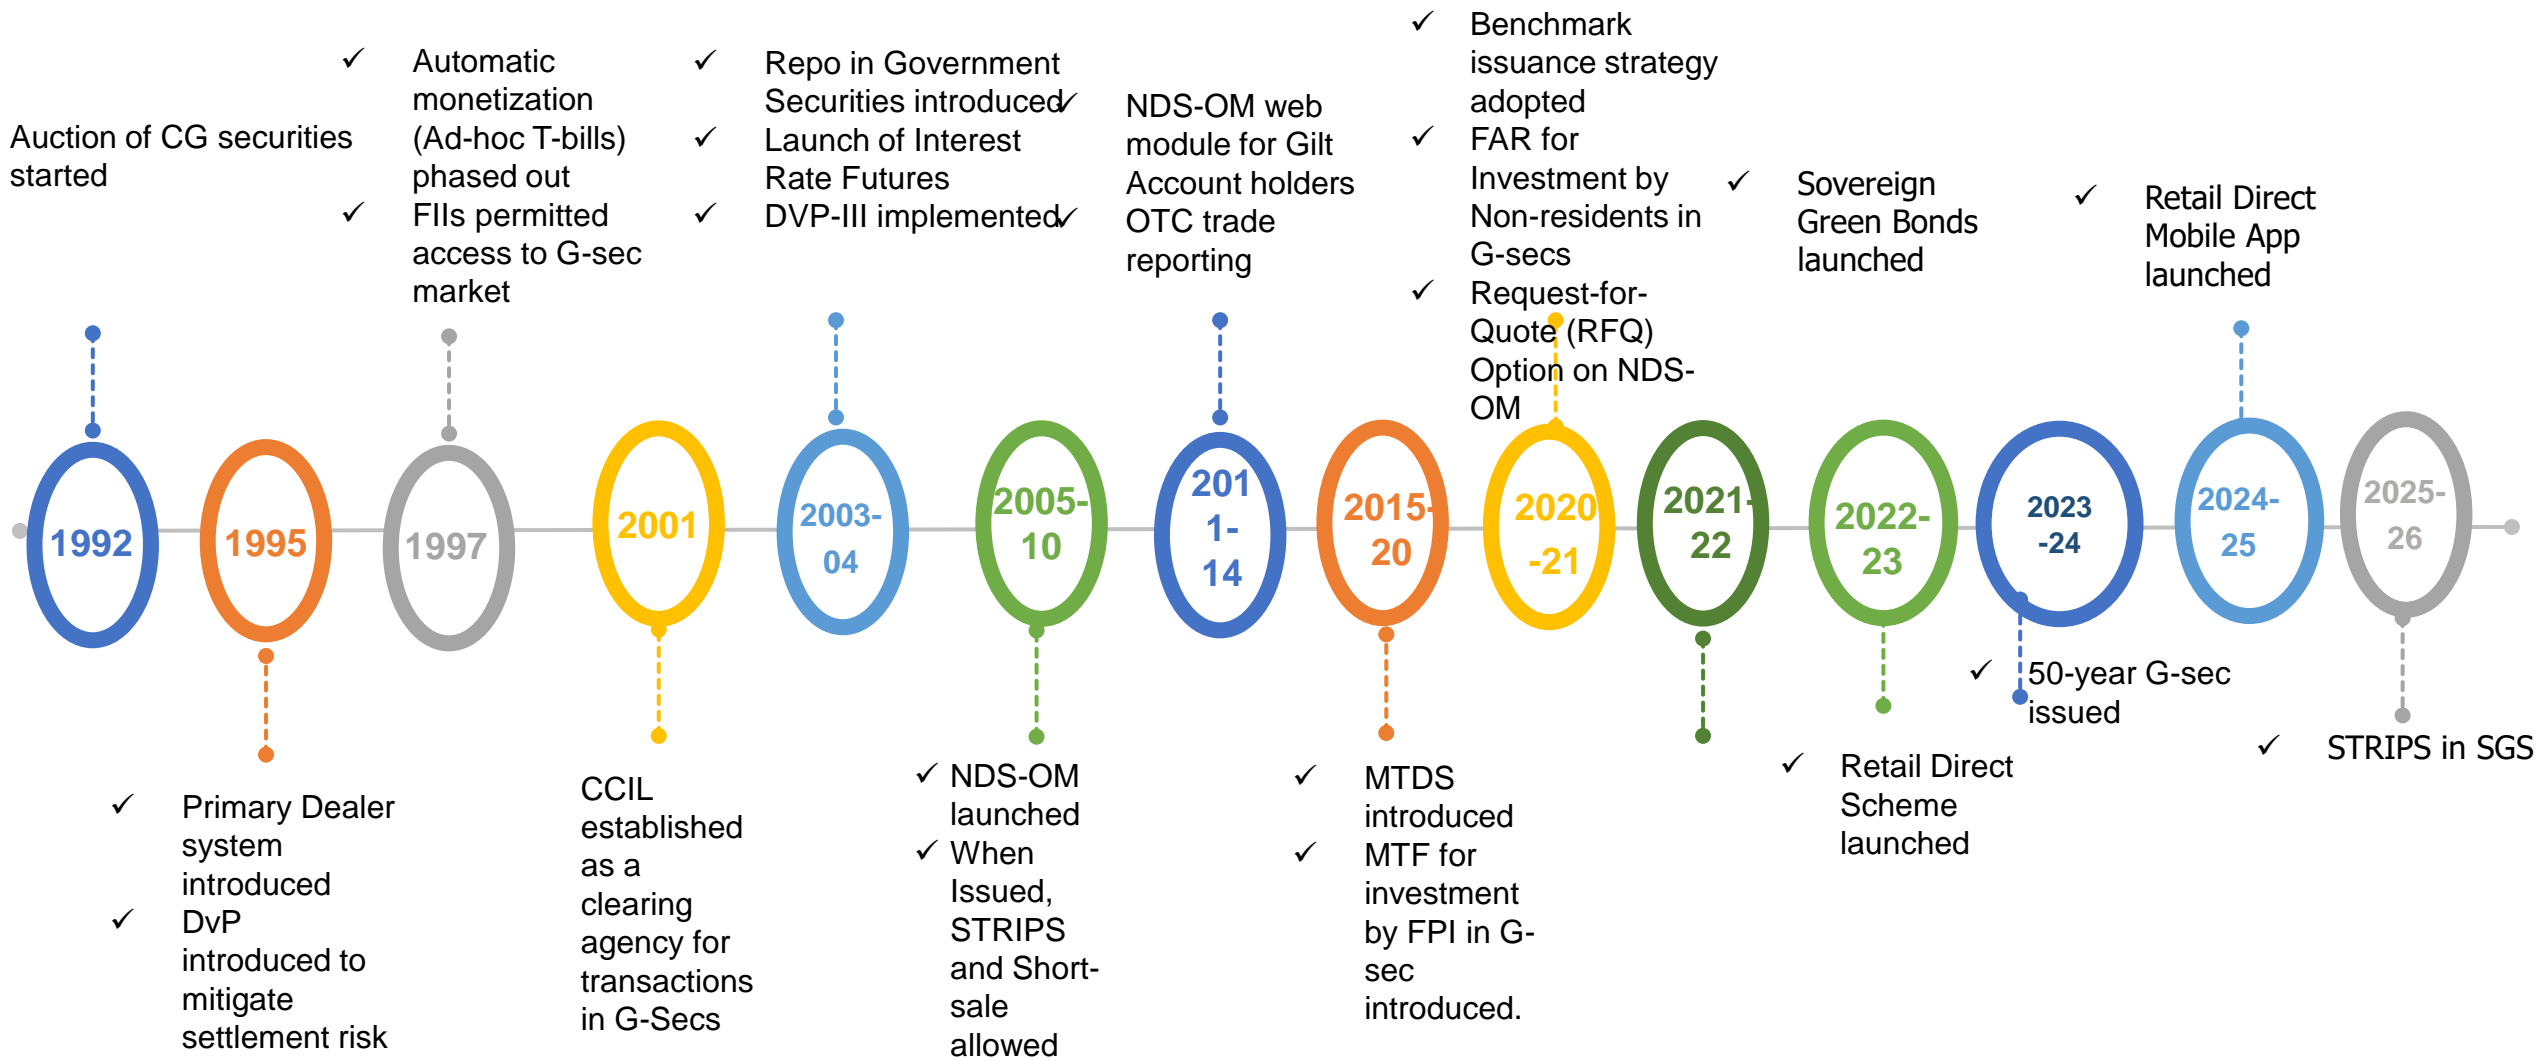 Auction of CG securities
started
✓ Automatic
monetization
(Ad-hoc T-bills)
phased out
✓ FIIs permitted
access to G-sec
market
✓ Repo in Government
Securities introduced
✓ Launch of Interest
Rate Futures
✓ DVP-III implemented
✓ NDS-OM web
module for Gilt
Account holders
✓ OTC trade
reporting
✓ Benchmark
issuance strategy
adopted
✓ FAR for
Investment by
Non-residents in
G-secs
✓ Request-for-
Quote (RFQ)
Option on NDS-
OM
✓ Sovereign
Green Bonds
launched
✓ Retail Direct
Mobile App
launched
1992
1995
1997
2001
2003-
04
2005-
10
201
1-
14
2015-
20
2020
-21
2021-
22
2022-
23
2023
-24
2024-
25
2025-
26
✓ Primary Dealer
system
introduced
✓ DvP
introduced to
mitigate
settlement risk
CCIL
established
as a
clearing
agency for
transactions
in G-Secs
✓ NDS-OM
launched
✓ When
Issued,
STRIPS
and Short-
sale
allowed
✓ MTDS
introduced
✓ MTF for
investment
by FPI in G-
sec
introduced.
✓ Retail Direct
Scheme
launched
✓ 50-year G-sec
issued
✓ STRIPS in SGS